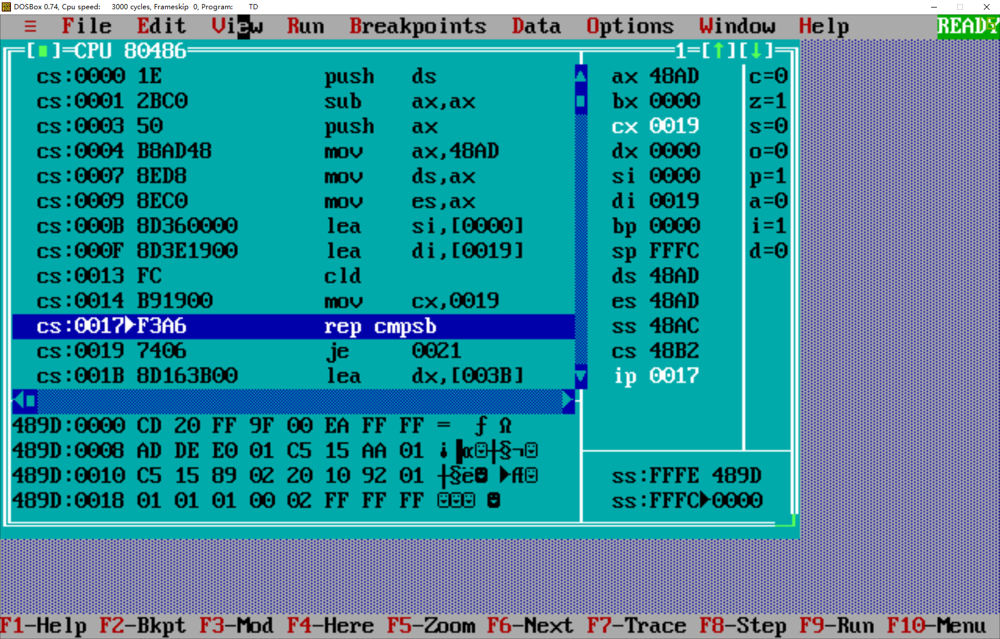 DOSBox 0.74, Cpu speed: 3000 cycles, Frameskip 0, Program: TD
≡ File Edit View Run Breakpoints Data Options Window Help READY
[■]=CPU 80486 1=[↑][↓]
cs:0000 1E push ds ax 48AD c=0
cs:0001 2BC0 sub ax,ax bx 0000 z=1
cs:0003 50 push ax cx 0019 s=0
cs:0004 B8AD48 mov ax,48AD dx 0000 o=0
cs:0007 8ED8 mov ds,ax si 0000 p=1
cs:0009 8EC0 mov es,ax di 0019 a=0
cs:000B 8D360000 lea si,[0000] bp 0000 i=1
cs:000F 8D3E1900 lea di,[0019] sp FFFC d=0
cs:0013 FC cld ds 48AD
cs:0014 B91900 mov cx,0019 es 48AD
cs:0017►F3A6 rep cmpsb ss 48AC
cs:0019 7406 je 0021 cs 48B2
cs:001B 8D163B00 lea dx,[003B] ip 0017
489D:0000 CD 20 FF 9F 00 EA FF FF = ƒ Ω
489D:0008 AD DE E0 01 C5 15 AA 01 ¡▐α☺┼§¬☺
489D:0010 C5 15 89 02 20 10 92 01 ┼§ë☻ ►Æ☺ ss:FFFE 489D
489D:0018 01 01 01 00 02 FF FF FF ☺☺☺ ☻ ss:FFFC►0000
F1-Help F2-Bkpt F3-Mod F4-Here F5-Zoom F6-Next F7-Trace F8-Step F9-Run F10-Menu